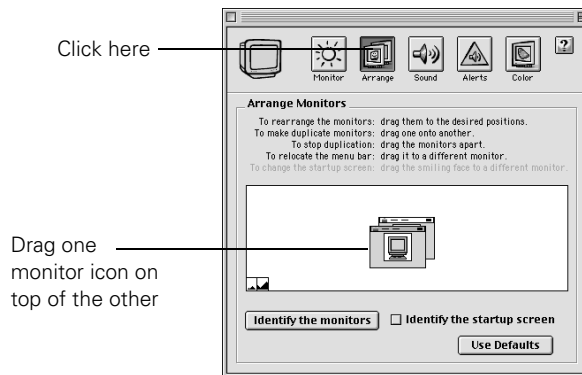 Click here
Monitor Arrange Sound Alerts Color
?
Arrange Monitors
To rearrange the monitors: drag them to the desired positions.
To make duplicate monitors: drag one onto another.
To stop duplication: drag the monitors apart.
To relocate the menu bar: drag it to a different monitor.
To change the startup screen: drag the smiling face to a different monitor.
Drag one
monitor icon on
top of the other
Identify the monitors
Identify the startup screen
Use Defaults